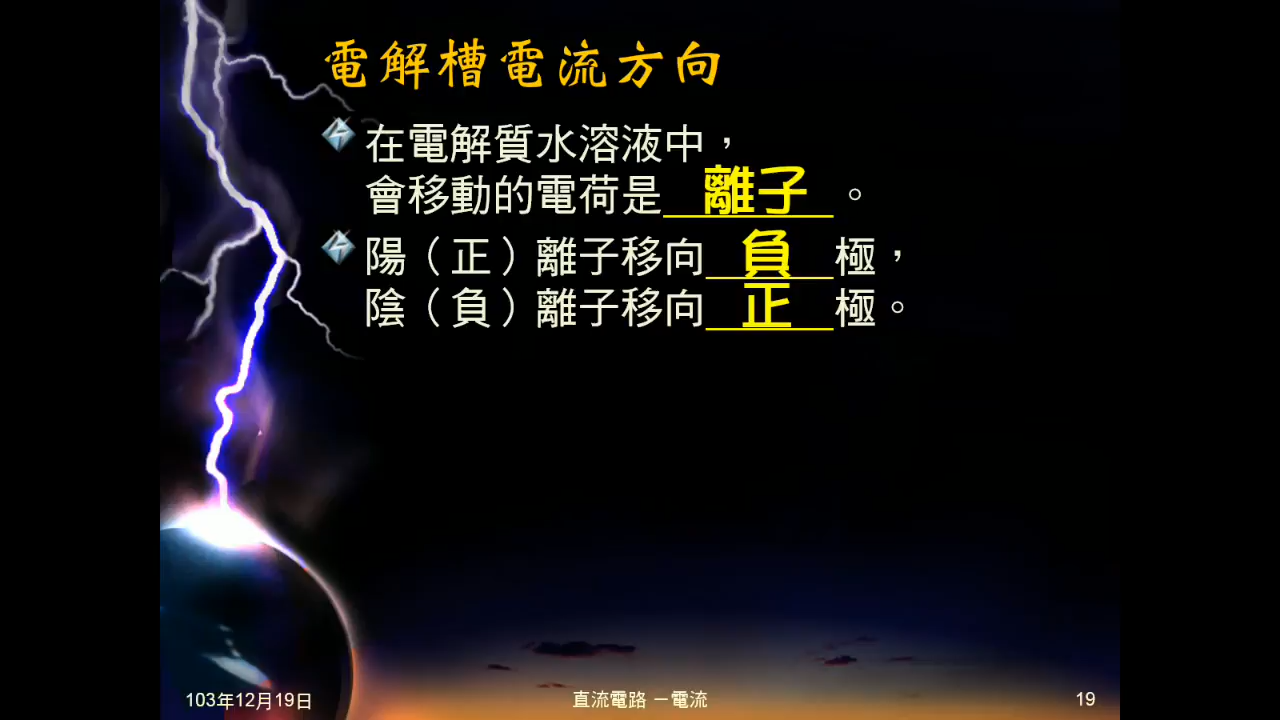 電解槽電流方向
在電解質水溶液中，
會移動的電荷是 離子 。
陽（正）離子移向 負 極，
陰（負）離子移向 正 極。
103年12月19日
直流電路 －電流
19